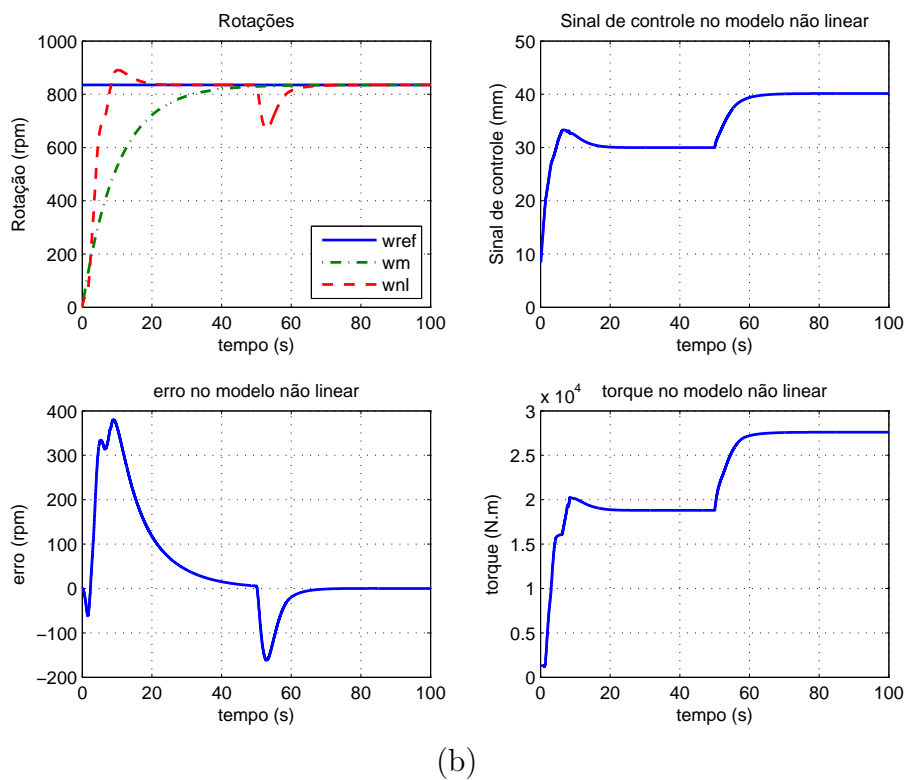 Rotações
1000
800
600
400
200
0
Rotação (rpm)
wref
wm
wnl
0 20 40 60 80 100
tempo (s)
Sinal de controle no modelo não linear
50
40
30
20
10
0
Sinal de controle (mm)
0 20 40 60 80 100
tempo (s)
erro no modelo não linear
400
300
200
100
0
−100
−200
erro (rpm)
0 20 40 60 80 100
tempo (s)
x 10⁴
torque no modelo não linear
3
2.5
2
1.5
1
0.5
0
torque (N.m)
0 20 40 60 80 100
tempo (s)
(b)